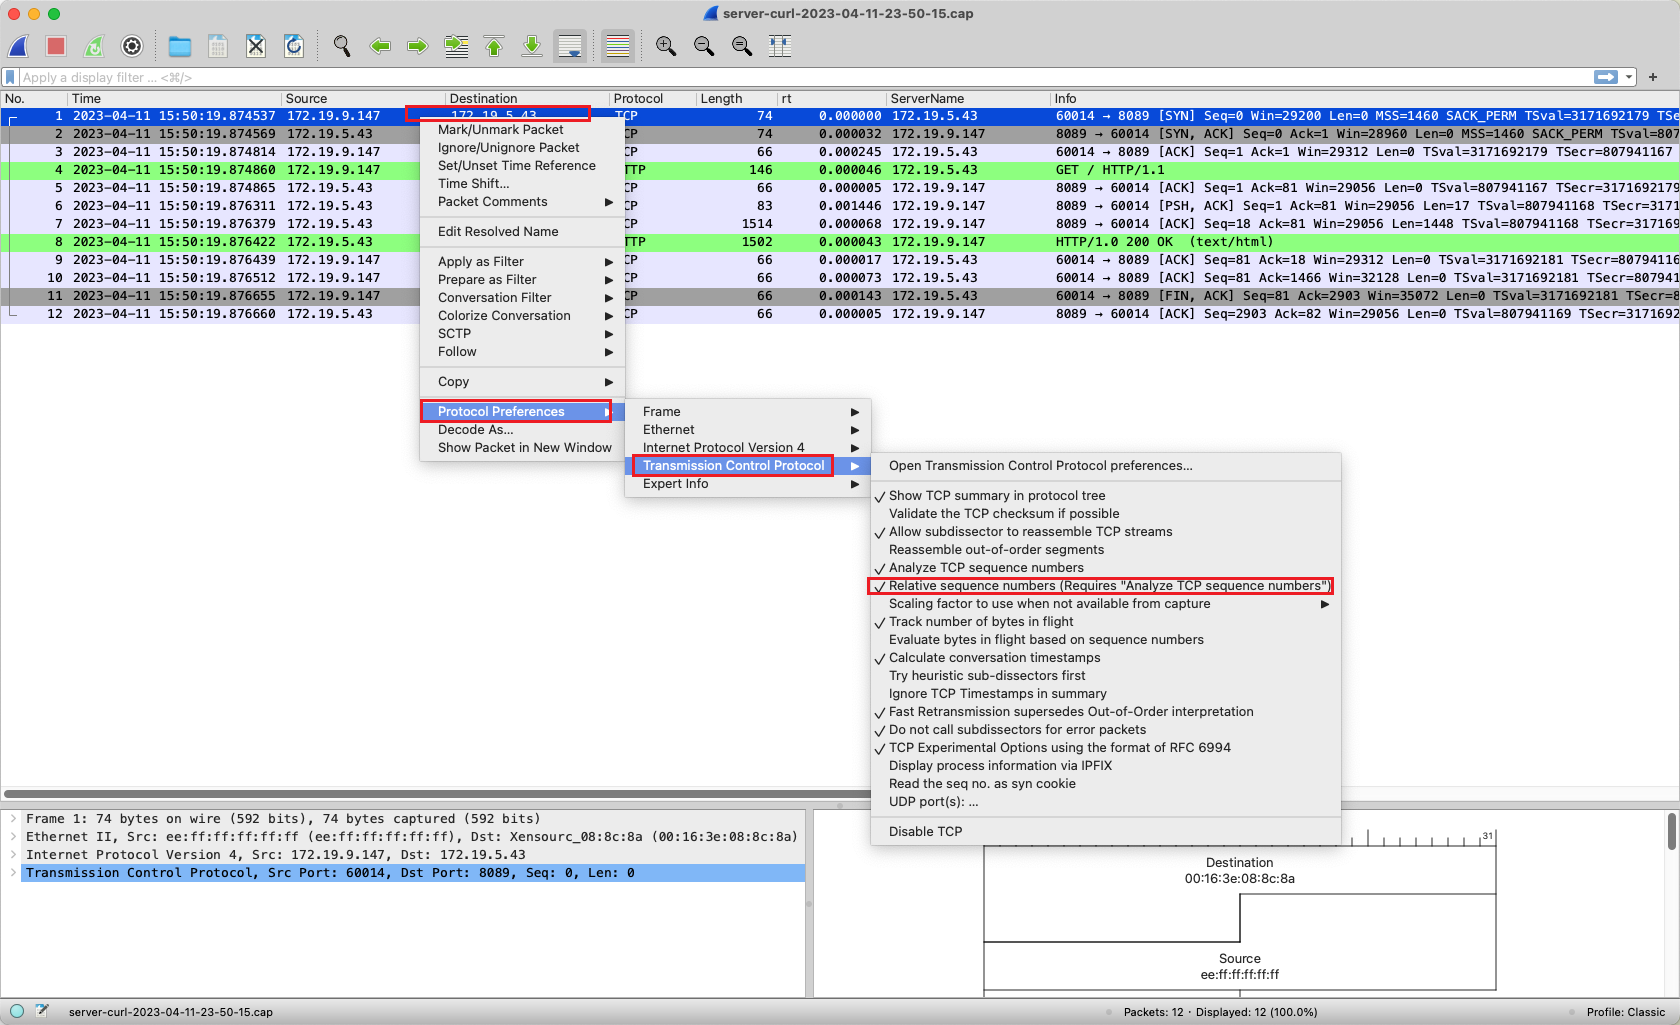 server-curl-2023-04-11-23-50-15.cap
Apply a display filter ... <⌘/>
No. Time Source Destination Protocol Length rt ServerName Info
1 2023-04-11 15:50:19.874537 172.19.9.147 172.19.5.43 TCP 74 0.000000 172.19.5.43 60014 → 8089 [SYN] Seq=0 Win=29200 Len=0 MSS=1460 SACK_PERM TSval=3171692179 TSe
2 2023-04-11 15:50:19.874569 172.19.5.43 CP 74 0.000032 172.19.9.147 8089 → 60014 [SYN, ACK] Seq=0 Ack=1 Win=28960 Len=0 MSS=1460 SACK_PERM TSval=807
3 2023-04-11 15:50:19.874814 172.19.9.147 CP 66 0.000245 172.19.5.43 60014 → 8089 [ACK] Seq=1 Ack=1 Win=29312 Len=0 TSval=3171692179 TSecr=807941167
4 2023-04-11 15:50:19.874860 172.19.9.147 TTP 146 0.000046 172.19.5.43 GET / HTTP/1.1
5 2023-04-11 15:50:19.874865 172.19.5.43 CP 66 0.000005 172.19.9.147 8089 → 60014 [ACK] Seq=1 Ack=81 Win=29056 Len=0 TSval=807941167 TSecr=3171692179
6 2023-04-11 15:50:19.876311 172.19.5.43 CP 83 0.001446 172.19.9.147 8089 → 60014 [PSH, ACK] Seq=1 Ack=81 Win=29056 Len=17 TSval=807941168 TSecr=3171
7 2023-04-11 15:50:19.876379 172.19.5.43 CP 1514 0.000068 172.19.9.147 8089 → 60014 [ACK] Seq=18 Ack=81 Win=29056 Len=1448 TSval=807941168 TSecr=317169
8 2023-04-11 15:50:19.876422 172.19.5.43 TTP 1502 0.000043 172.19.9.147 HTTP/1.0 200 OK (text/html)
9 2023-04-11 15:50:19.876439 172.19.9.147 CP 66 0.000017 172.19.5.43 60014 → 8089 [ACK] Seq=81 Ack=18 Win=29312 Len=0 TSval=3171692181 TSecr=80794116
10 2023-04-11 15:50:19.876512 172.19.9.147 CP 66 0.000073 172.19.5.43 60014 → 8089 [ACK] Seq=81 Ack=1466 Win=32128 Len=0 TSval=3171692181 TSecr=807941
11 2023-04-11 15:50:19.876655 172.19.9.147 CP 66 0.000143 172.19.5.43 60014 → 8089 [FIN, ACK] Seq=81 Ack=2903 Win=35072 Len=0 TSval=3171692181 TSecr=8
12 2023-04-11 15:50:19.876660 172.19.5.43 CP 66 0.000005 172.19.9.147 8089 → 60014 [ACK] Seq=2903 Ack=82 Win=29056 Len=0 TSval=807941169 TSecr=3171692
Mark/Unmark Packet
Ignore/Unignore Packet
Set/Unset Time Reference
Time Shift...
Packet Comments
Edit Resolved Name
Apply as Filter
Prepare as Filter
Conversation Filter
Colorize Conversation
SCTP
Follow
Copy
Protocol Preferences
Decode As...
Show Packet in New Window
Frame
Ethernet
Internet Protocol Version 4
Transmission Control Protocol
Expert Info
Open Transmission Control Protocol preferences...
Show TCP summary in protocol tree
Validate the TCP checksum if possible
Allow subdissector to reassemble TCP streams
Reassemble out-of-order segments
Analyze TCP sequence numbers
Relative sequence numbers (Requires "Analyze TCP sequence numbers")
Scaling factor to use when not available from capture
Track number of bytes in flight
Evaluate bytes in flight based on sequence numbers
Calculate conversation timestamps
Try heuristic sub-dissectors first
Ignore TCP Timestamps in summary
Fast Retransmission supersedes Out-of-Order interpretation
Do not call subdissectors for error packets
TCP Experimental Options using the format of RFC 6994
Display process information via IPFIX
Read the seq no. as syn cookie
UDP port(s): ...
Disable TCP
Frame 1: 74 bytes on wire (592 bits), 74 bytes captured (592 bits)
Ethernet II, Src: ee:ff:ff:ff:ff:ff (ee:ff:ff:ff:ff:ff), Dst: Xensourc_08:8c:8a (00:16:3e:08:8c:8a)
Internet Protocol Version 4, Src: 172.19.9.147, Dst: 172.19.5.43
Transmission Control Protocol, Src Port: 60014, Dst Port: 8089, Seq: 0, Len: 0
31
Destination
00:16:3e:08:8c:8a
Source
ee:ff:ff:ff:ff:ff
server-curl-2023-04-11-23-50-15.cap
Packets: 12 · Displayed: 12 (100.0%)
Profile: Classic